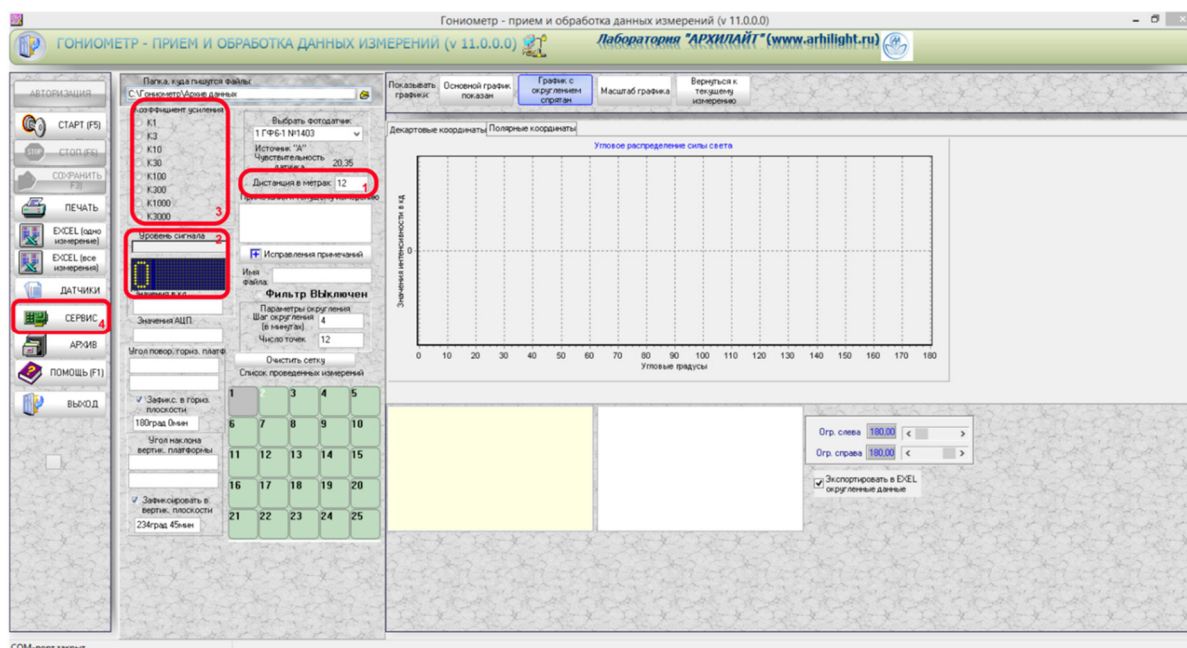 Гониометр - прием и обработка данных измерений (v 11.0.0.0)
ГОНИОМЕТР - ПРИЕМ И ОБРАБОТКА ДАННЫХ ИЗМЕРЕНИЙ (v 11.0.0.0)
Лаборатория "АРХИЛАЙТ" (www.arhilight.ru)
АВТОРИЗАЦИЯ
СТАРТ (F5)
СТОП (F6)
СОХРАНИТЬ
F3)
ПЕЧАТЬ
EXCEL (одно
измерение)
EXCEL (все
измерения)
ДАТЧИКИ
СЕРВИС
4
АРХИВ
ПОМОЩЬ (F1)
ВЫХОД
Папка, куда пишутся файлы:
C:\Гониометр\Архив данных
Коэффициент усиления
K1
K3
K10
K30
K100
K300
K1000
K3000
3
Уровень сигнала
2
0
Значения в кд
Значения АЦП.
Угол повор. гориз. платф
Зафикс. в гориз.
плоскости
180град 0мин
Угол наклона
вертик. платформы
Зафиксировать в
вертик. плоскости
234град 45мин
Выбрать фотодатчик
1 ГФ6-1 №1403
Источник "А"
Чувствительность
датчика
20,35
Дистанция в метрах
12
1
Исправления примечаний
Имя
файла:
Фильтр ВЫключен
Параметры округления
Шаг округления
(в минутах)
4
Число точек
12
Очистить сетку
Список проведенных измерений
1 2 3 4 5
6 7 8 9 10
11 12 13 14 15
16 17 18 19 20
21 22 23 24 25
Показывать
графики:
Основной график
показан
График с
округлением
спрятан
Масштаб графика
Вернуться к
текущему
измерению
Декартовые координаты
Полярные координаты
Угловое распределение силы света
Значения интенсивности в кд
0
0 10 20 30 40 50 60 70 80 90 100 110 120 130 140 150 160 170 180
Угловые градусы
Огр. слева 180,00
Огр. справа 180,00
Экспортировать в EXEL
округленные данные
COM-порт закрыт